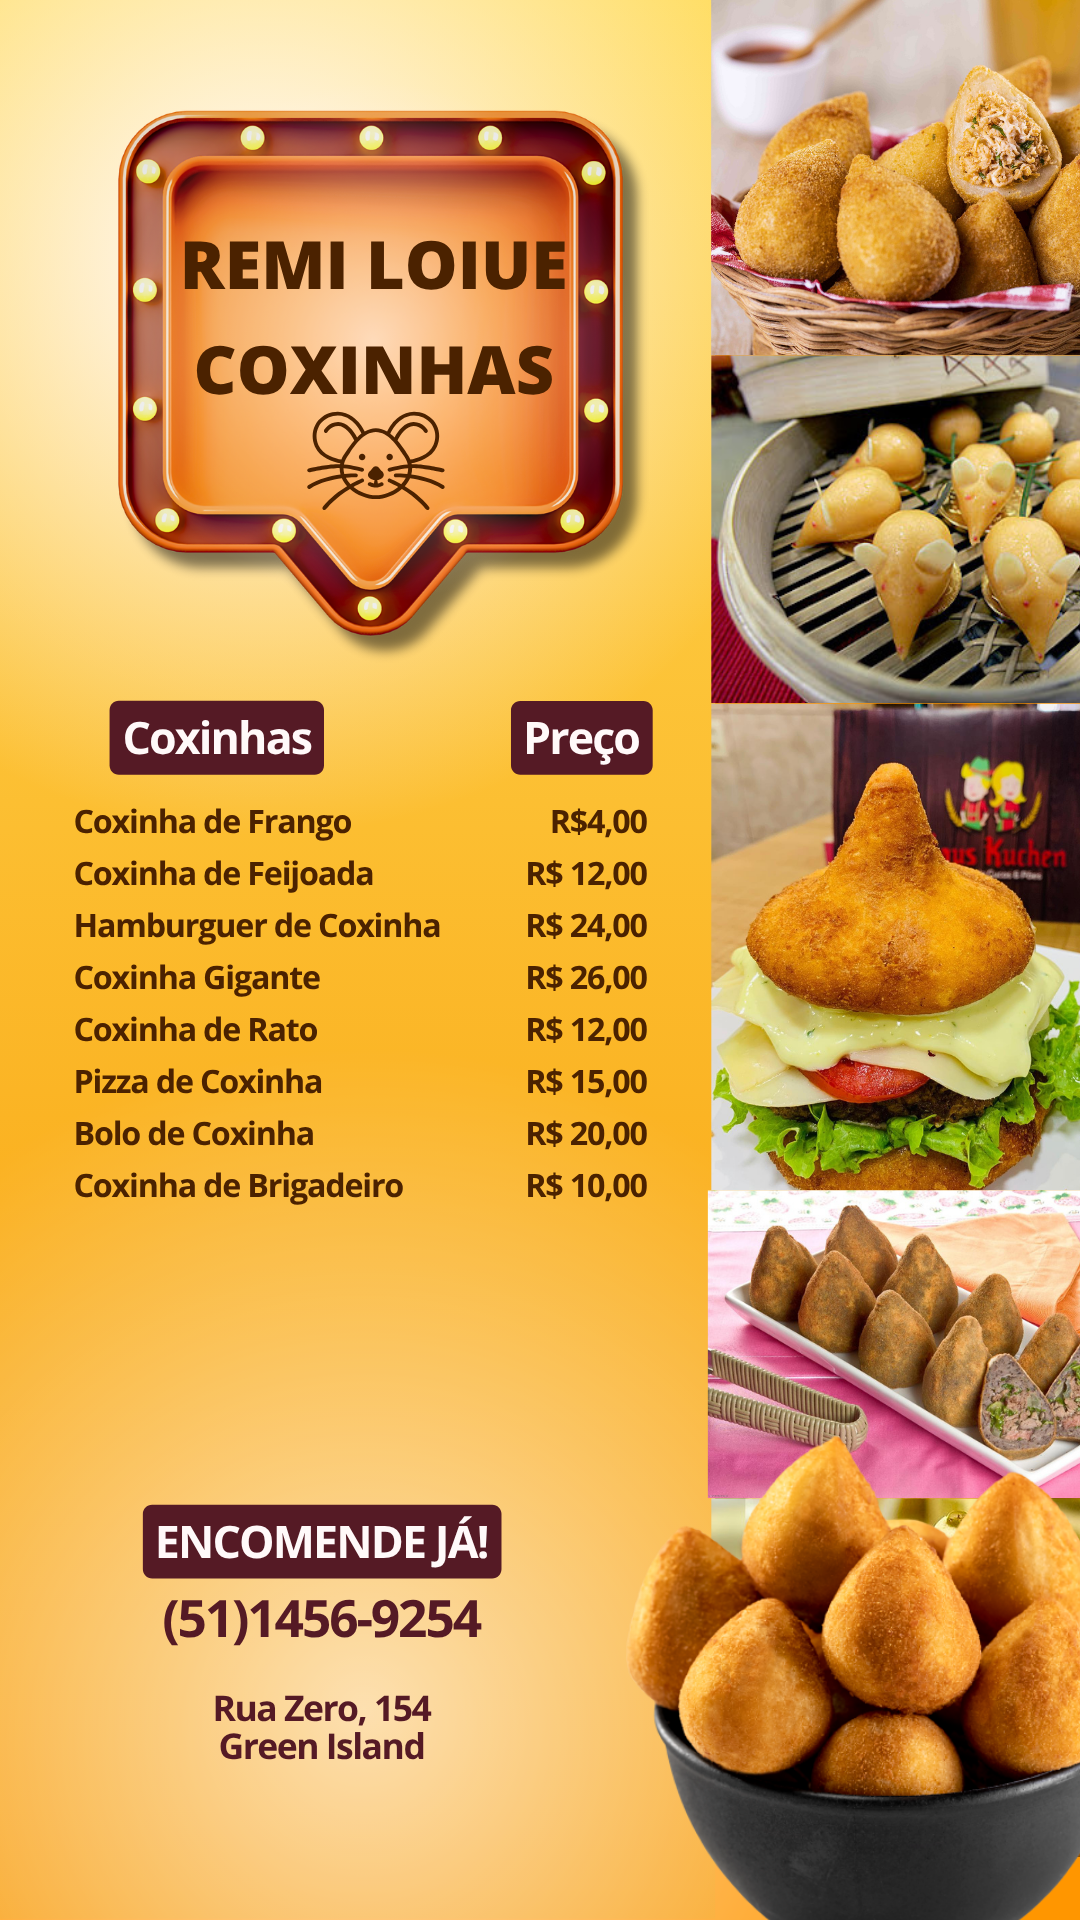 REMI LOIUE
COXINHAS
Coxinhas Preço
Coxinha de Frango R$4,00
Coxinha de Feijoada R$ 12,00
Hamburguer de Coxinha R$ 24,00
Coxinha Gigante R$ 26,00
Coxinha de Rato R$ 12,00
Pizza de Coxinha R$ 15,00
Bolo de Coxinha R$ 20,00
Coxinha de Brigadeiro R$ 10,00
Kuchen
ENCOMENDE JÁ!
(51)1456-9254
Rua Zero, 154
Green Island